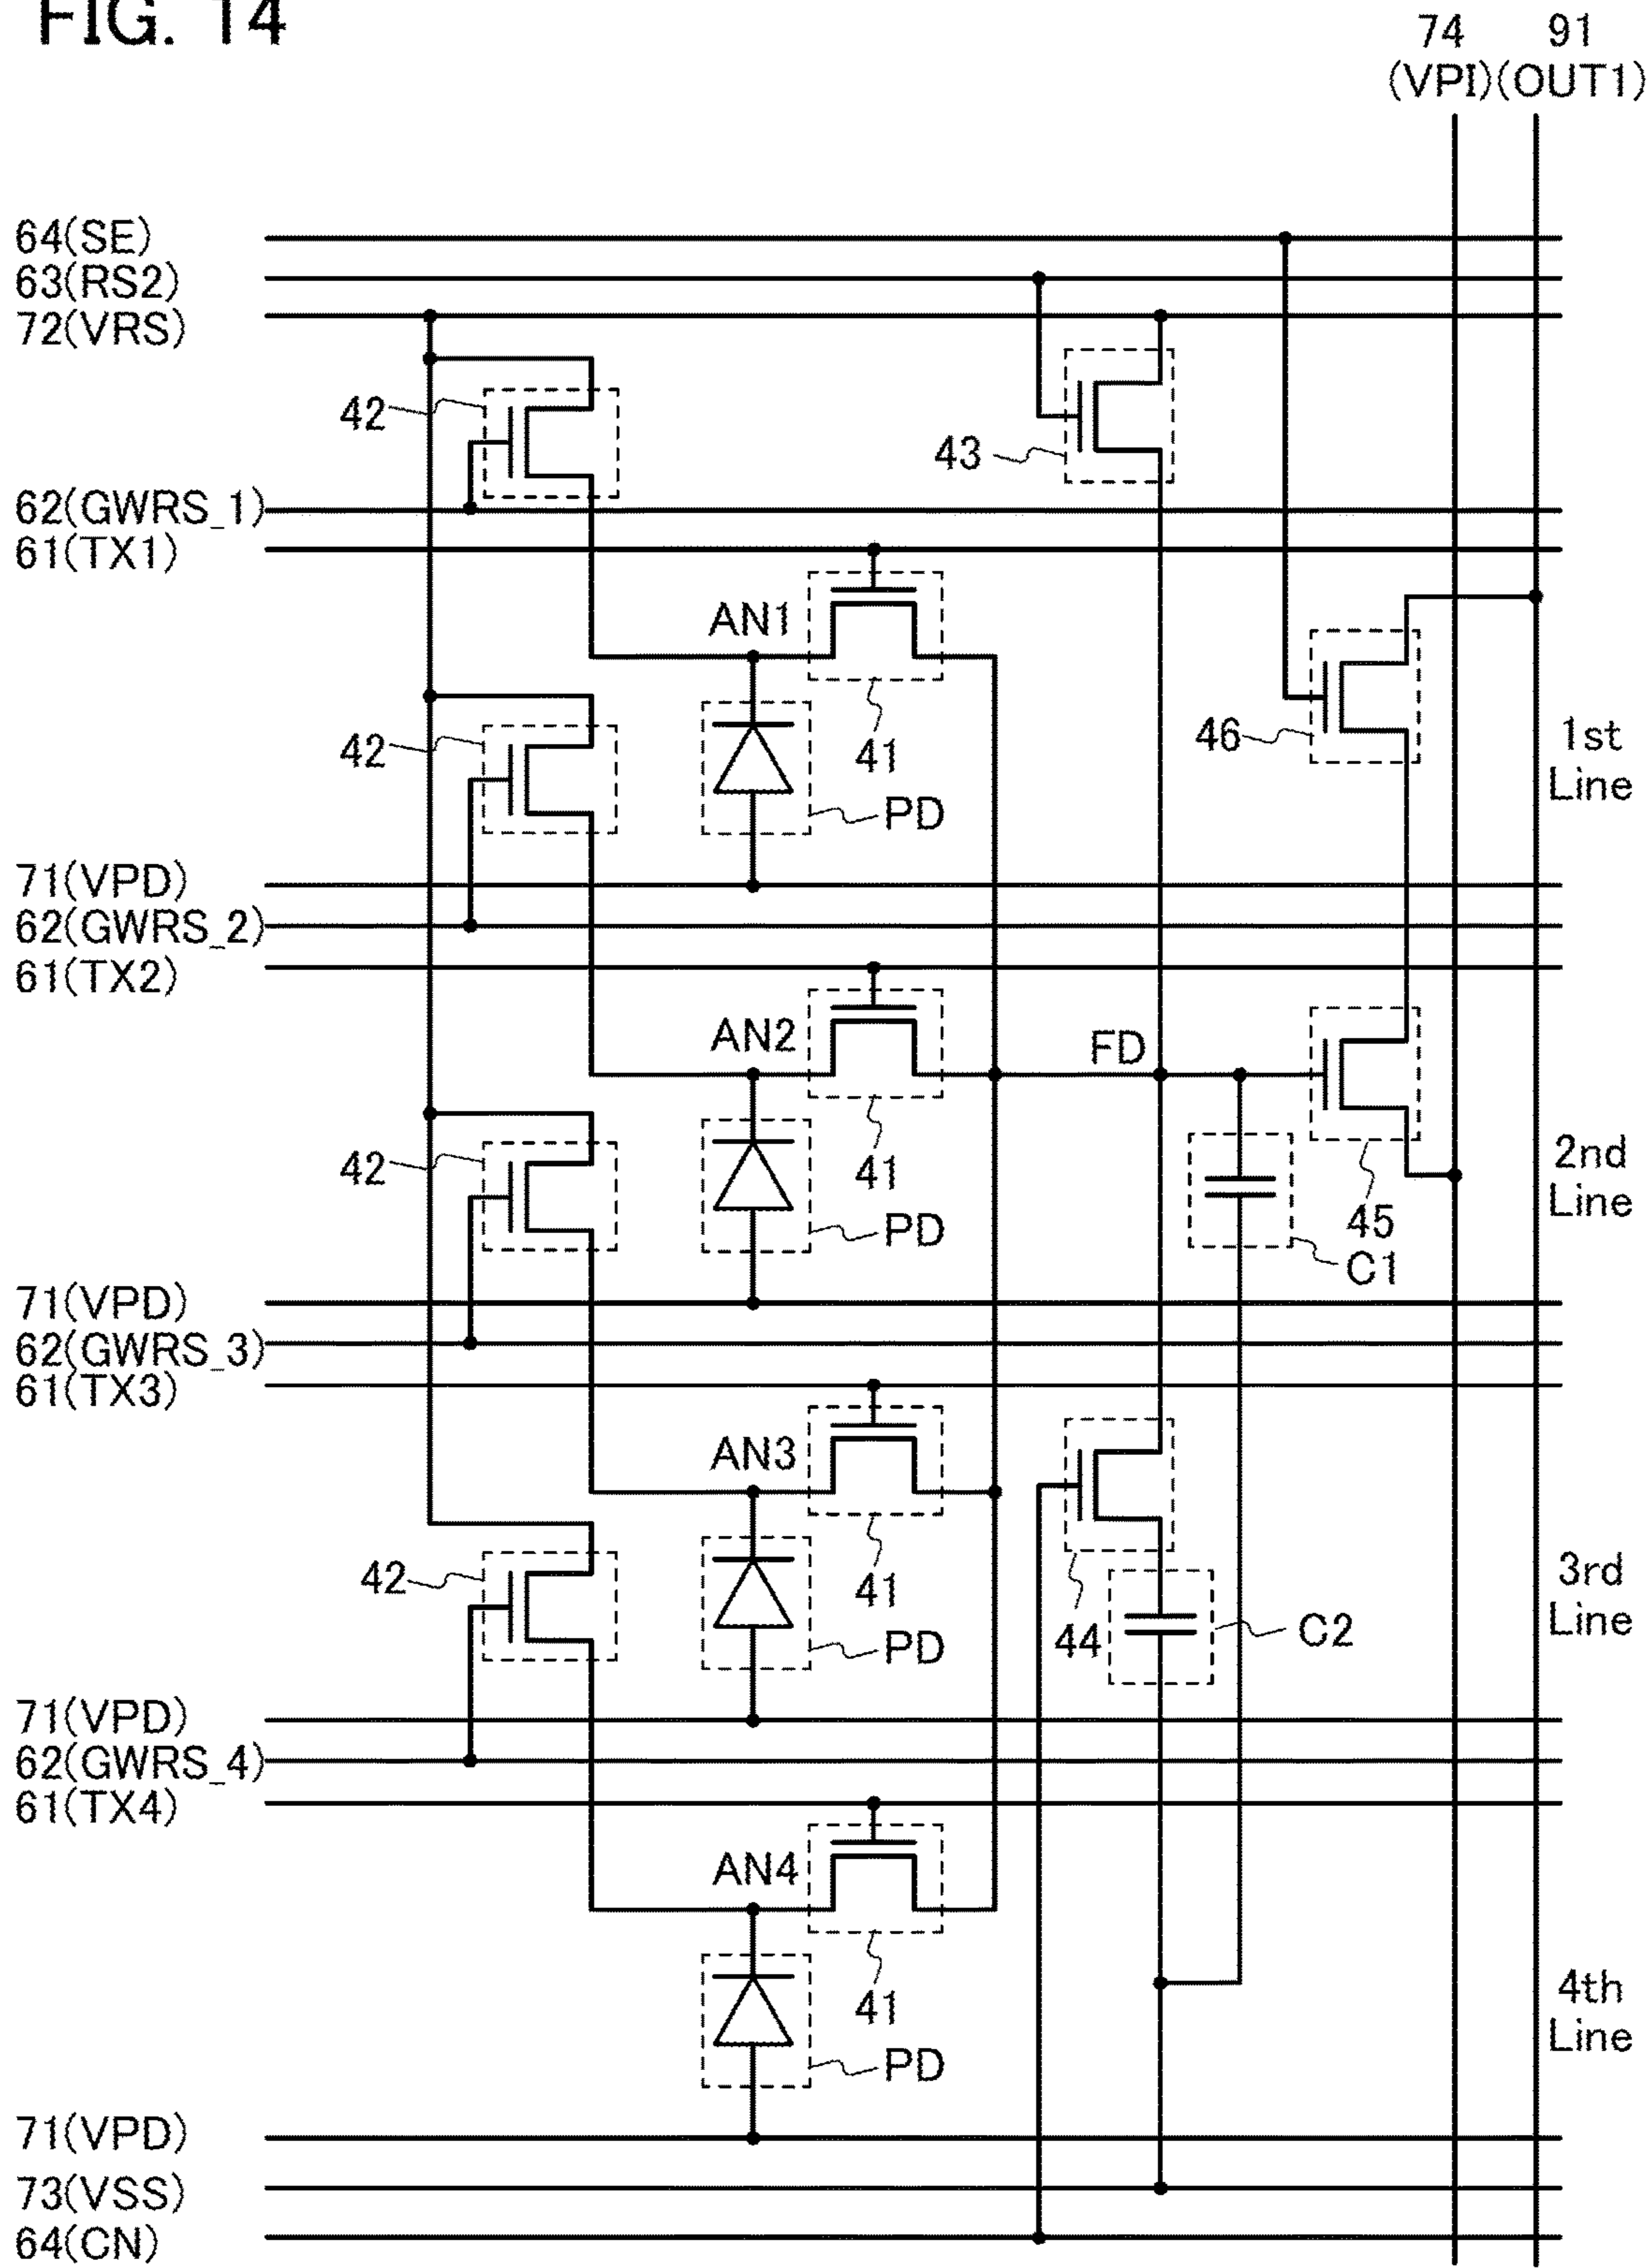 FIG. 14
74 91
(VPI)(OUT1)
64(SE)
63(RS2)
72(VRS)
42
43
62(GWRS_1)
61(TX1)
AN1
41
42
46
1st
Line
PD
71(VPD)
62(GWRS_2)
61(TX2)
AN2
FD
42
41
45
2nd
Line
PD
C1
71(VPD)
62(GWRS_3)
61(TX3)
AN3
42
41
44
C2
3rd
Line
PD
71(VPD)
62(GWRS_4)
61(TX4)
AN4
41
4th
Line
PD
71(VPD)
73(VSS)
64(CN)